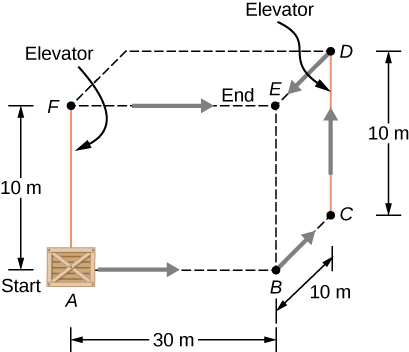 Elevator
D
Elevator
E
F
End
10 m
10 m
C
Start
A
B
10 m
30 m